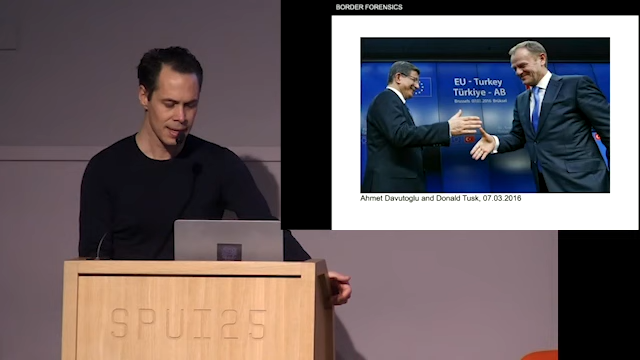 BORDER FORENSICS
EU - Turkey
Türkiye - AB
Ahmet Davutoglu and Donald Tusk, 07.03.2016
SPUI25